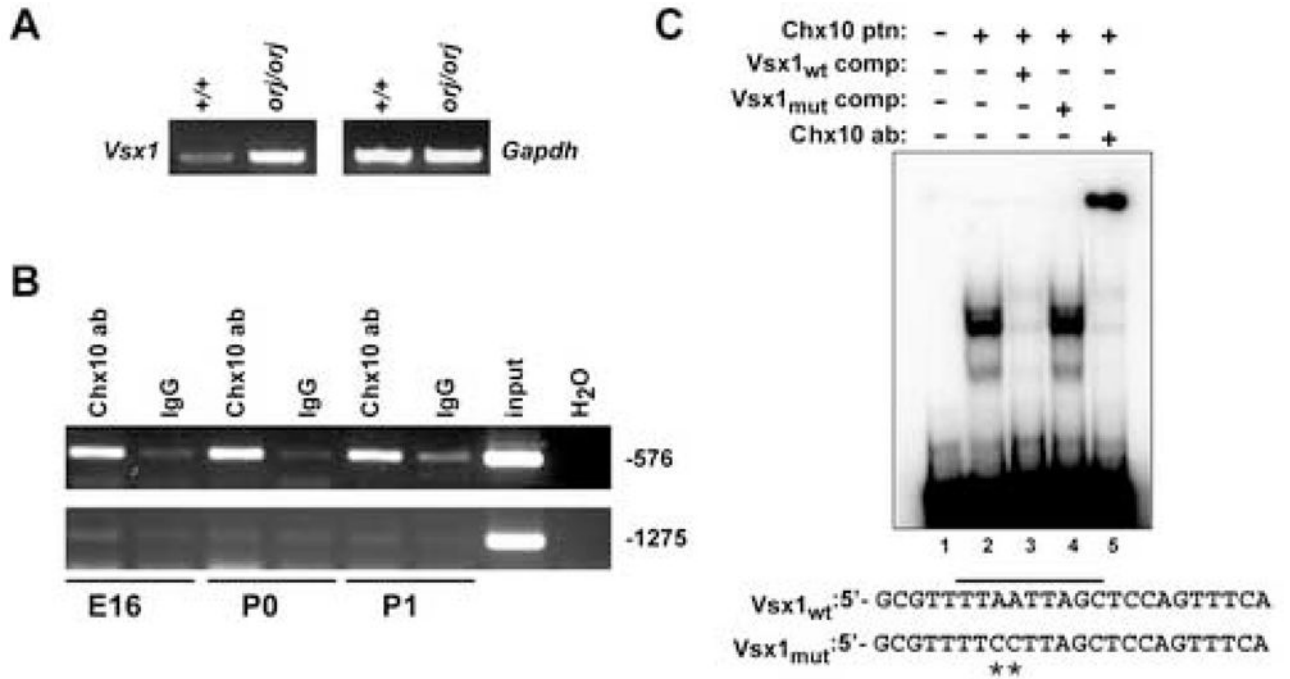 A
+/+ orj/orj +/+ orj/orj
Vsx1 Gapdh
B
Chx10 ab IgG Chx10 ab IgG Chx10 ab IgG input H2O
-576
-1275
E16 P0 P1
C
Chx10 ptn: - + + + +
Vsx1wt comp: - - + - -
Vsx1mut comp: - - - + -
Chx10 ab: - - - - +
1 2 3 4 5
Vsx1wt:5'- GCGTTTTAATTAGCTCCAGTTTCA
Vsx1mut:5'- GCGTTTTCCTTAGCTCCAGTTTCA
**